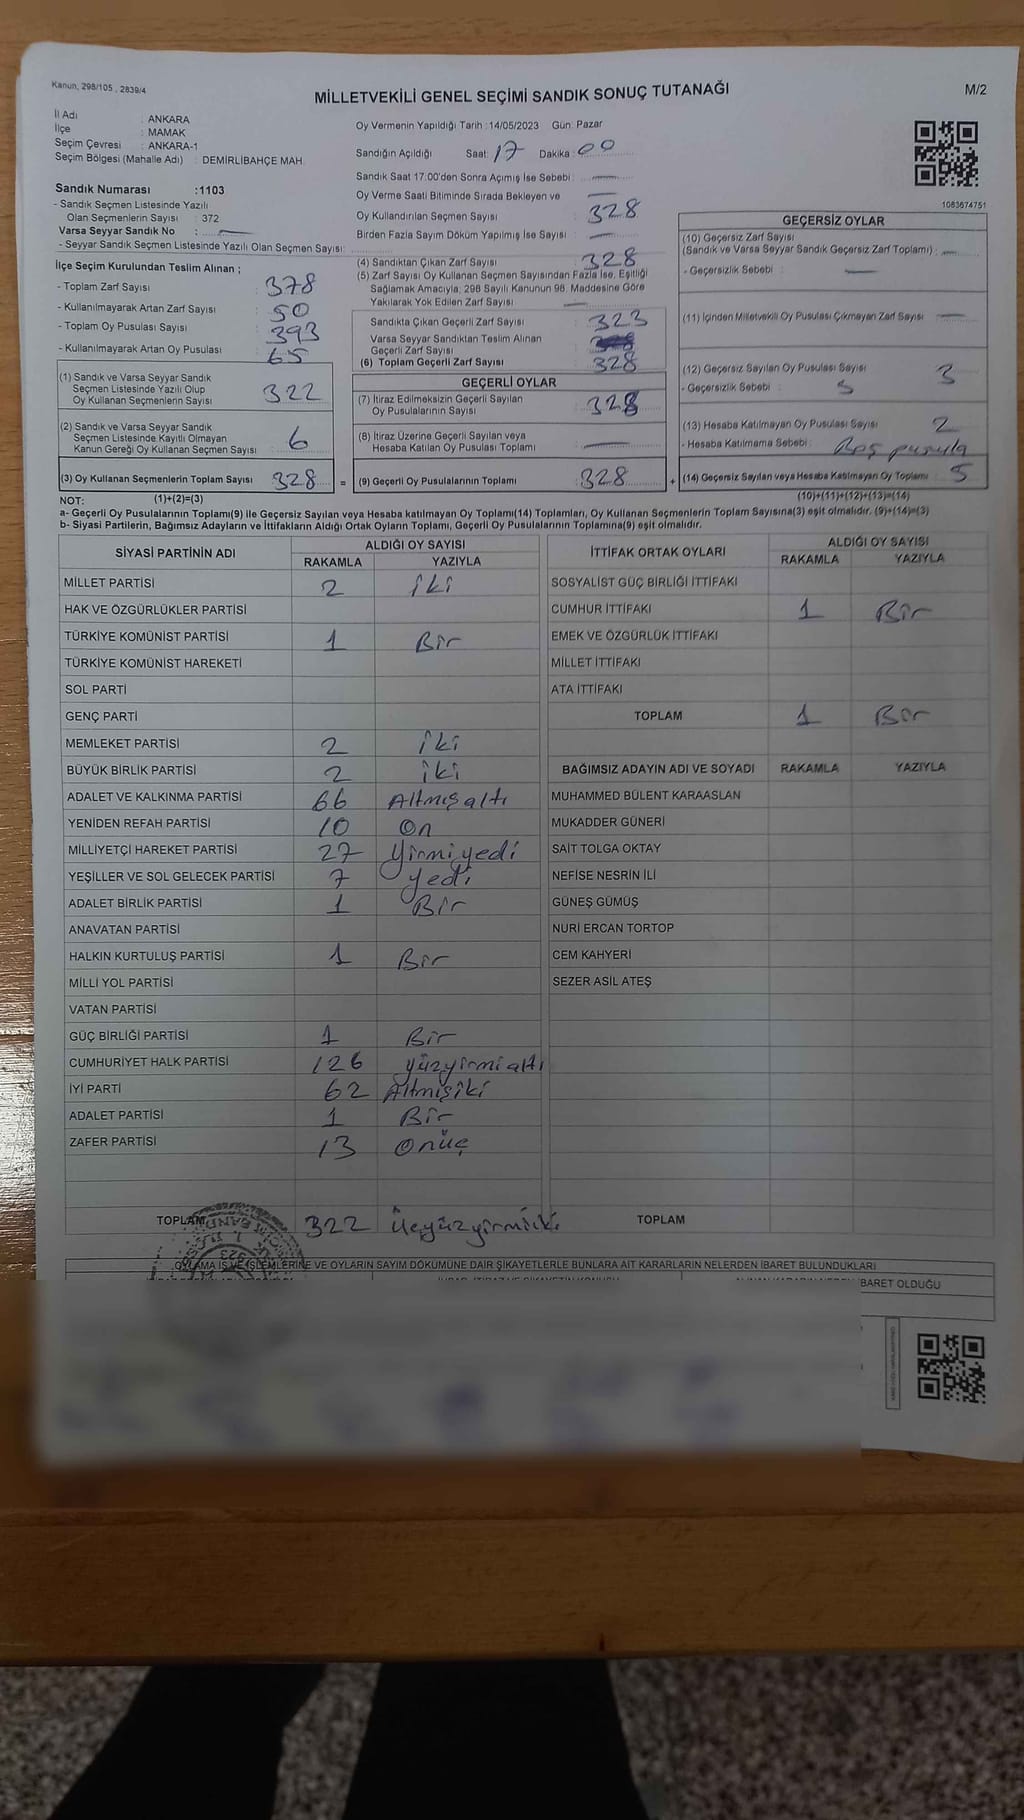 Kanun, 298/105 , 2839/4
MİLLETVEKİLİ GENEL SEÇİMİ SANDIK SONUÇ TUTANAĞI
M/2
İl Adı : ANKARA
İlçe : MAMAK
Seçim Çevresi : ANKARA-1
Seçim Bölgesi (Mahalle Adı) : DEMİRLİBAHÇE MAH.
Sandık Numarası :1103
- Sandık Seçmen Listesinde Yazılı
Olan Seçmenlerin Sayısı : 372
Varsa Seyyar Sandık No :
- Seyyar Sandık Seçmen Listesinde Yazılı Olan Seçmen Sayısı:
Oy Vermenin Yapıldığı Tarih :14/05/2023 Gün: Pazar
Sandığın Açıldığı Saat: 17 Dakika: 00
Sandık Saat 17.00'den Sonra Açımış İse Sebebi :
Oy Verme Saati Bitiminde Sırada Bekleyen ve
Oy Kullandırılan Seçmen Sayısı 328
Birden Fazla Sayım Döküm Yapılmış İse Sayısı :
1083674751
İlçe Seçim Kurulundan Teslim Alınan ;
- Toplam Zarf Sayısı : 378
- Kullanılmayarak Artan Zarf Sayısı : 50
- Toplam Oy Pusulası Sayısı : 393
- Kullanılmayarak Artan Oy Pusulası : 65
(1) Sandık ve Varsa Seyyar Sandık
Seçmen Listesinde Yazılı Olup
Oy Kullanan Seçmenlerin Sayısı : 322
(2) Sandık ve Varsa Seyyar Sandık
Seçmen Listesinde Kayıtlı Olmayan
Kanun Gereği Oy Kullanan Seçmen Sayısı : 6
(3) Oy Kullanan Seçmenlerin Toplam Sayısı : 328 =
(4) Sandıktan Çıkan Zarf Sayısı : 328
(5) Zarf Sayısı Oy Kullanan Seçmen Sayısından Fazla İse, Eşitliği
Sağlamak Amacıyla; 298 Sayılı Kanunun 98. Maddesine Göre
Yakılarak Yok Edilen Zarf Sayısı :
Sandıkta Çıkan Geçerli Zarf Sayısı : 323
Varsa Seyyar Sandıktan Teslim Alınan
Geçerli Zarf Sayısı :
(6) Toplam Geçerli Zarf Sayısı : 328
GEÇERLİ OYLAR
(7) İtiraz Edilmeksizin Geçerli Sayılan
Oy Pusulalarının Sayısı : 328
(8) İtiraz Üzerine Geçerli Sayılan veya
Hesaba Katılan Oy Pusulalarının Toplamı :
(9) Geçerli Oy Pusulalarının Toplamı : 328 +
GEÇERSİZ OYLAR
(10) Geçersiz Zarf Sayısı
(Sandık ve Varsa Seyyar Sandık Geçersiz Zarf Toplamı) :
- Geçersizlik Sebebi :
(11) İçinden Milletvekili Oy Pusulası Çıkmayan Zarf Sayısı
(12) Geçersiz Sayılan Oy Pusulası Sayısı : 3
- Geçersizlik Sebebi :
(13) Hesaba Katılmayan Oy Pusulası Sayısı : 2
- Hesaba Katılmama Sebebi : Boş pusula
(14) Geçersiz Sayılan veya Hesaba Katılmayan Oy Toplamı : 5
NOT: (1)+(2)=(3) (10)+(11)+(12)+(13)=(14)
a- Geçerli Oy Pusulalarının Toplamı(9) ile Geçersiz Sayılan veya Hesaba katılmayan Oy Toplamı(14) Toplamları, Oy Kullanan Seçmenlerin Toplam Sayısına(3) eşit olmalıdır. (9)+(14)=(3)
b- Siyasi Partilerin, Bağımsız Adayların ve İttifakların Aldığı Ortak Oyların Toplamı, Geçerli Oy Pusulalarının Toplamına(9) eşit olmalıdır.
SİYASİ PARTİNİN ADI ALDIĞI OY SAYISI
RAKAMLA YAZIYLA
MİLLET PARTİSİ 2 iki
HAK VE ÖZGÜRLÜKLER PARTİSİ
TÜRKİYE KOMÜNİST PARTİSİ 1 Bir
TÜRKİYE KOMÜNİST HAREKETİ
SOL PARTİ
GENÇ PARTİ
MEMLEKET PARTİSİ 2 iki
BÜYÜK BİRLİK PARTİSİ 2 iki
ADALET VE KALKINMA PARTİSİ 66 Altmışaltı
YENİDEN REFAH PARTİSİ 10 On
MİLLİYETÇİ HAREKET PARTİSİ 27 Yirmiyedi
YEŞİLLER VE SOL GELECEK PARTİSİ 7 Yedi
ADALET BİRLİK PARTİSİ 1 Bir
ANAVATAN PARTİSİ
HALKIN KURTULUŞ PARTİSİ 1 Bir
MİLLİ YOL PARTİSİ
VATAN PARTİSİ
GÜÇ BİRLİĞİ PARTİSİ 1 Bir
CUMHURİYET HALK PARTİSİ 126 yüzyirmialtı
İYİ PARTİ 62 Altmışiki
ADALET PARTİSİ 1 Bir
ZAFER PARTİSİ 13 Onüç
TOPLAM 322 Üçyüzyirmiiki
İTTİFAK ORTAK OYLARI ALDIĞI OY SAYISI
RAKAMLA YAZIYLA
SOSYALİST GÜÇ BİRLİĞİ İTTİFAKI
CUMHUR İTTİFAKI 1 Bir
EMEK VE ÖZGÜRLÜK İTTİFAKI
MİLLET İTTİFAKI
ATA İTTİFAKI
TOPLAM 1 Bir
BAĞIMSIZ ADAYIN ADI VE SOYADI RAKAMLA YAZIYLA
MUHAMMED BÜLENT KARAASLAN
MUKADDER GÜNERİ
SAİT TOLGA OKTAY
NEFİSE NESRİN İLİ
GÜNEŞ GÜMÜŞ
NURİ ERCAN TORTOP
CEM KAHYERİ
SEZER ASİL ATEŞ
TOPLAM
OYLAMA İŞ VE İŞLEMLERİNE VE OYLARIN SAYIM DÖKÜMÜNE DAİR ŞİKAYETLERLE BUNLARA AİT KARARLARIN NELERDEN İBARET BULUNDUKLARI
BARET OLDUĞU